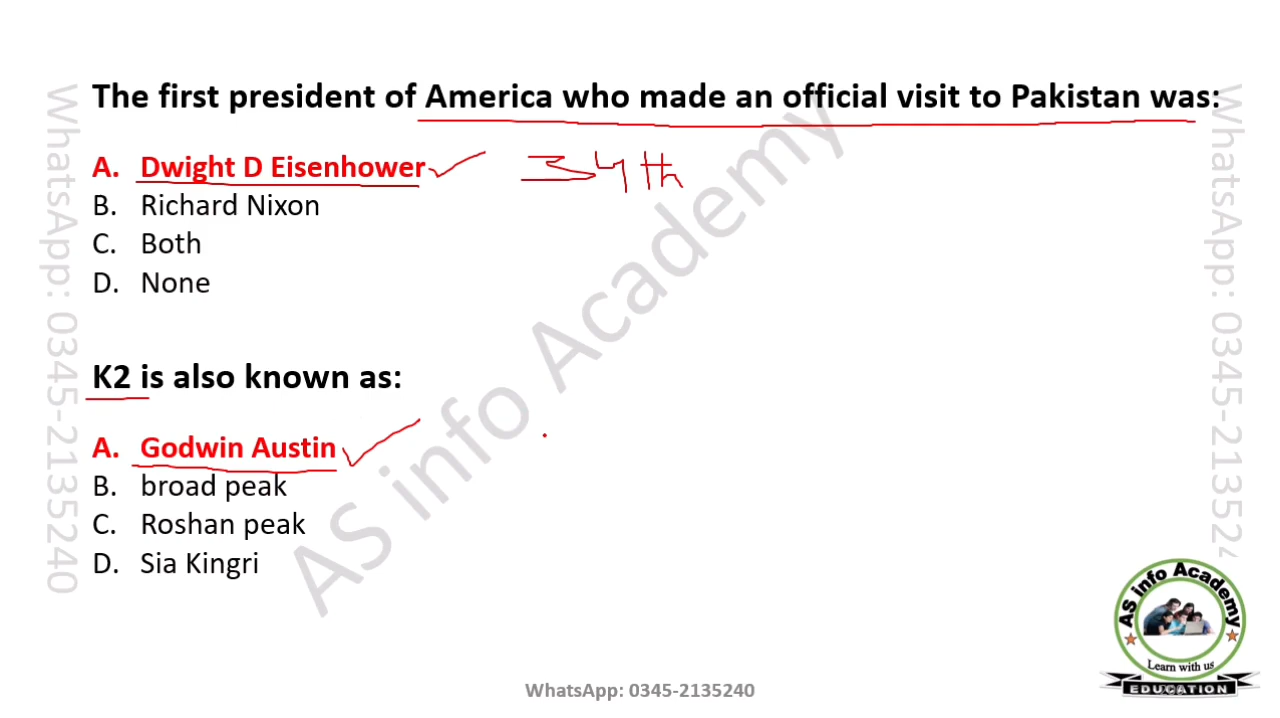 The first president of America who made an official visit to Pakistan was:
A. Dwight D Eisenhower 34th
B. Richard Nixon
C. Both
D. None
K2 is also known as:
A. Godwin Austin
B. broad peak
C. Roshan peak
D. Sia Kingri
AS info Academy
WhatsApp: 0345-2135240
WhatsApp: 0345-2135240
AS info Academy
Learn with us
EDUCATION
WhatsApp: 0345-2135240